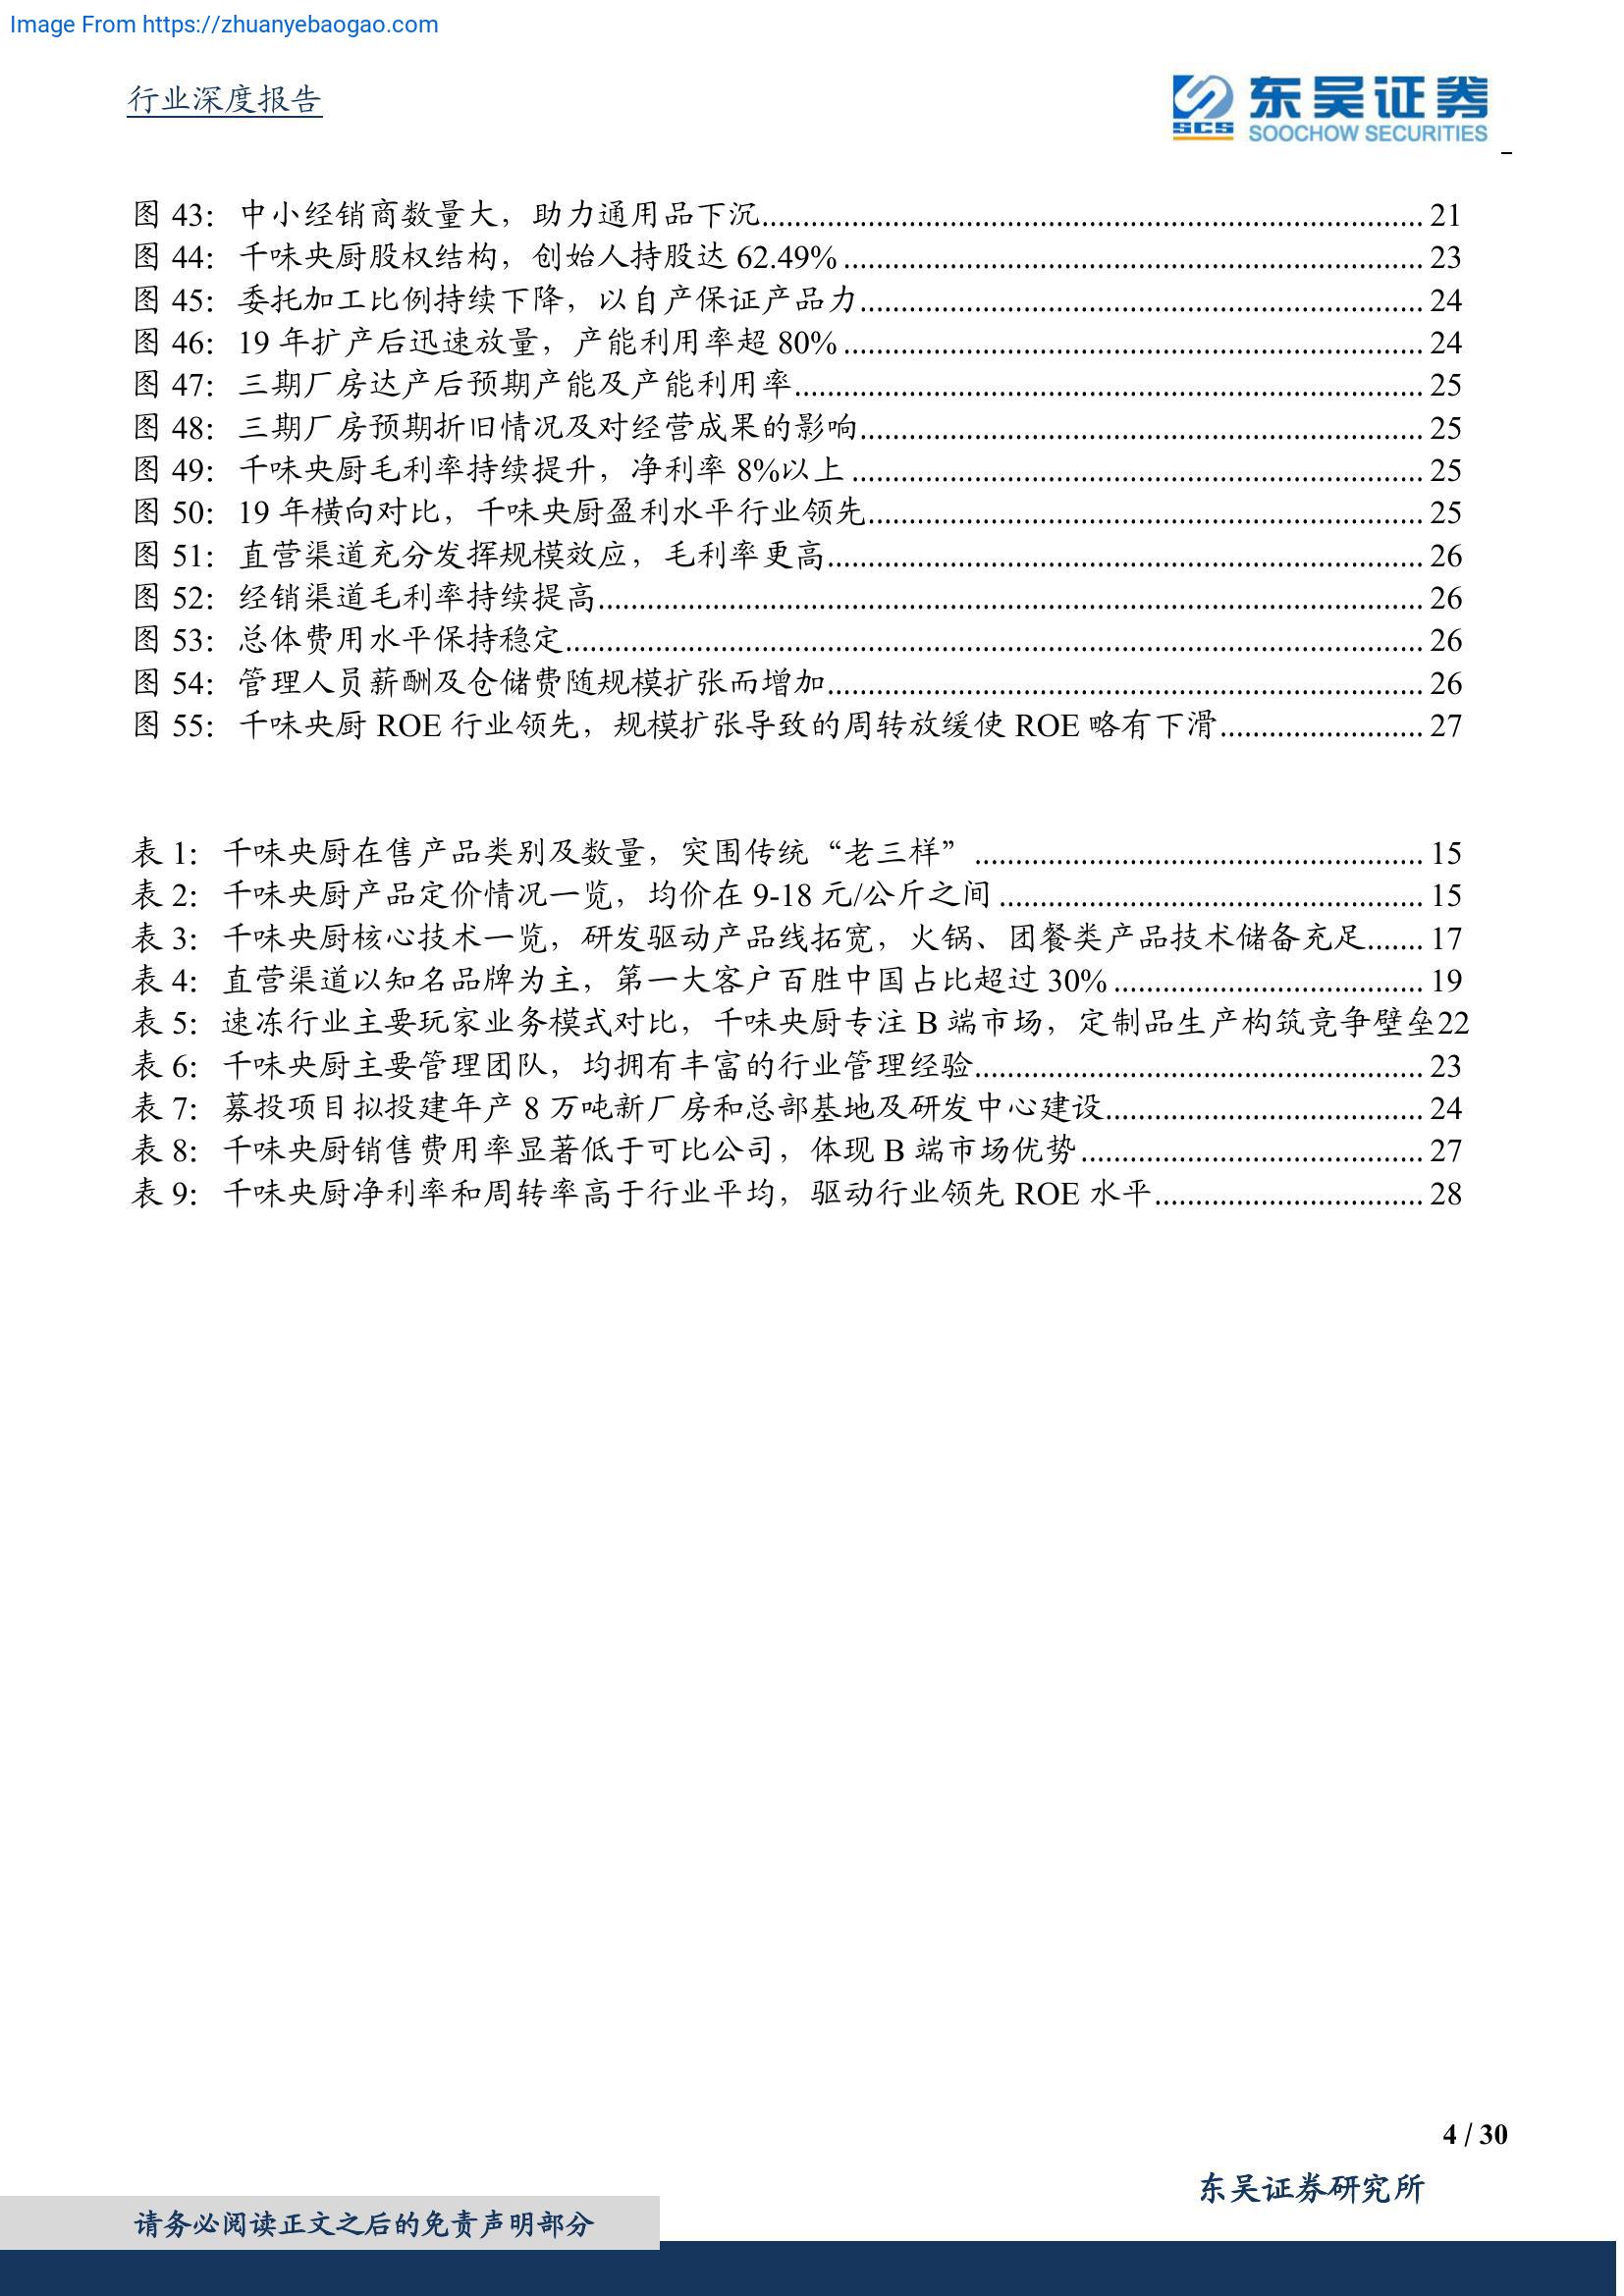 Image From https://zhuanyebaogao.com
行业深度报告
东吴证券
SCS
SOOCHOW SECURITIES
图 43：中小经销商数量大，助力通用品下沉.......... 21
图 44：千味央厨股权结构，创始人持股达 62.49% .......... 23
图 45：委托加工比例持续下降，以自产保证产品力.......... 24
图 46：19 年扩产后迅速放量，产能利用率超 80% .......... 24
图 47：三期厂房达产后预期产能及产能利用率.......... 25
图 48：三期厂房预期折旧情况及对经营成果的影响.......... 25
图 49：千味央厨毛利率持续提升，净利率 8%以上 .......... 25
图 50：19 年横向对比，千味央厨盈利水平行业领先.......... 25
图 51：直营渠道充分发挥规模效应，毛利率更高.......... 26
图 52：经销渠道毛利率持续提高.......... 26
图 53：总体费用水平保持稳定.......... 26
图 54：管理人员薪酬及仓储费随规模扩张而增加.......... 26
图 55：千味央厨 ROE 行业领先，规模扩张导致的周转放缓使 ROE 略有下滑.......... 27
表 1：千味央厨在售产品类别及数量，突围传统“老三样” .......... 15
表 2：千味央厨产品定价情况一览，均价在 9-18 元/公斤之间 .......... 15
表 3：千味央厨核心技术一览，研发驱动产品线拓宽，火锅、团餐类产品技术储备充足....... 17
表 4：直营渠道以知名品牌为主，第一大客户百胜中国占比超过 30% .......... 19
表 5：速冻行业主要玩家业务模式对比，千味央厨专注 B 端市场，定制品生产构筑竞争壁垒22
表 6：千味央厨主要管理团队，均拥有丰富的行业管理经验.......... 23
表 7：募投项目拟投建年产 8 万吨新厂房和总部基地及研发中心建设.......... 24
表 8：千味央厨销售费用率显著低于可比公司，体现 B 端市场优势.......... 27
表 9：千味央厨净利率和周转率高于行业平均，驱动行业领先 ROE 水平.......... 28
4 / 30
东吴证券研究所
请务必阅读正文之后的免责声明部分